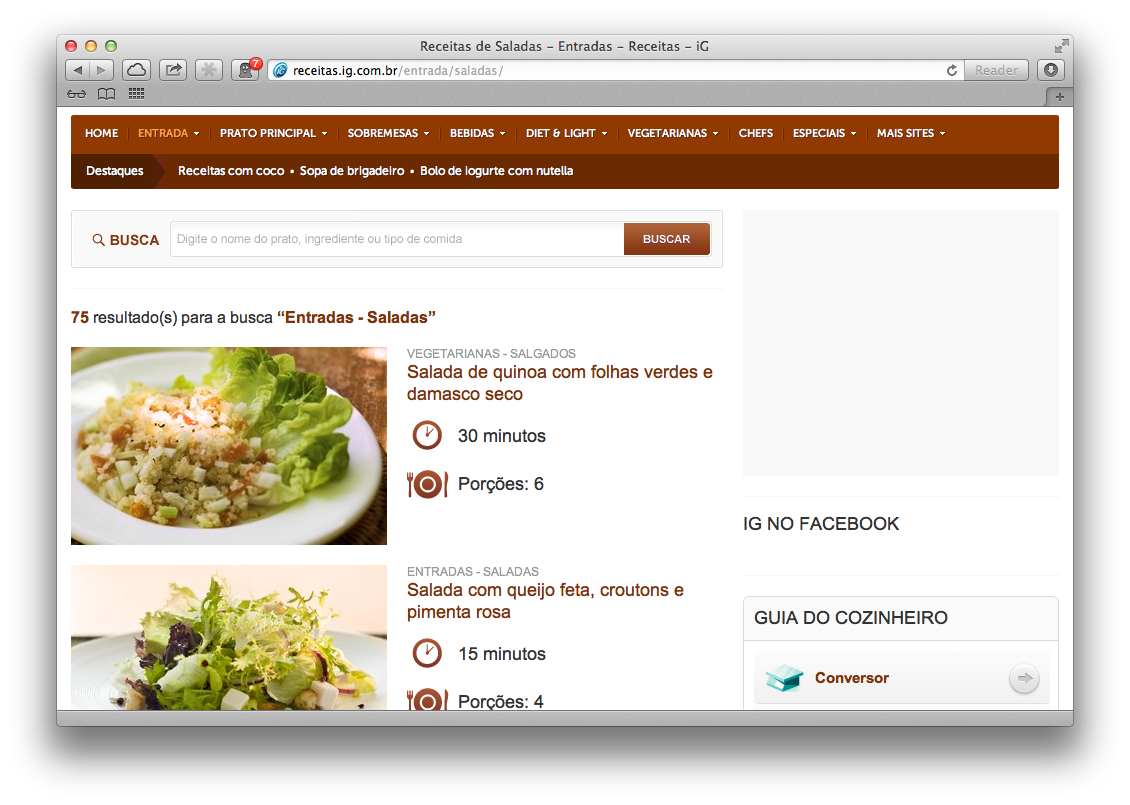 Receitas de Saladas – Entradas – Receitas – iG
7
receitas.ig.com.br/entrada/saladas/
Reader
HOME ENTRADA PRATO PRINCIPAL SOBREMESAS BEBIDAS DIET & LIGHT VEGETARIANAS CHEFS ESPECIAIS MAIS SITES
Destaques Receitas com coco • Sopa de brigadeiro • Bolo de iogurte com nutella
BUSCA Digite o nome do prato, ingrediente ou tipo de comida BUSCAR
75 resultado(s) para a busca “Entradas - Saladas”
VEGETARIANAS - SALGADOS
Salada de quinoa com folhas verdes e
damasco seco
30 minutos
Porções: 6
ENTRADAS - SALADAS
Salada com queijo feta, croutons e
pimenta rosa
15 minutos
Porções: 4
IG NO FACEBOOK
GUIA DO COZINHEIRO
Conversor